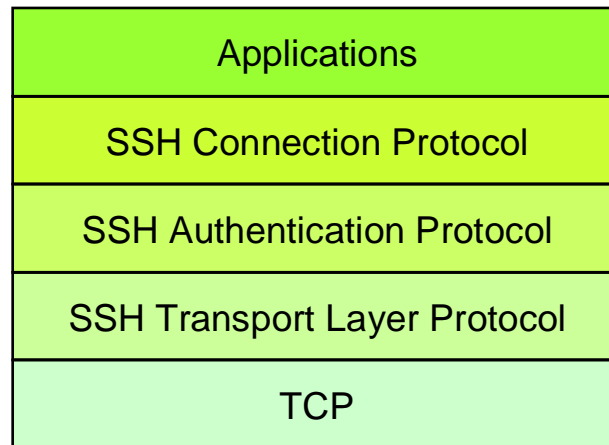 Applications
SSH Connection Protocol
SSH Authentication Protocol
SSH Transport Layer Protocol
TCP